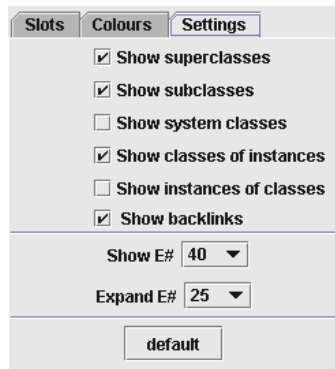 Slots Colours Settings
Show superclasses
Show subclasses
Show system classes
Show classes of instances
Show instances of classes
Show backlinks
Show E# 40
Expand E# 25
default